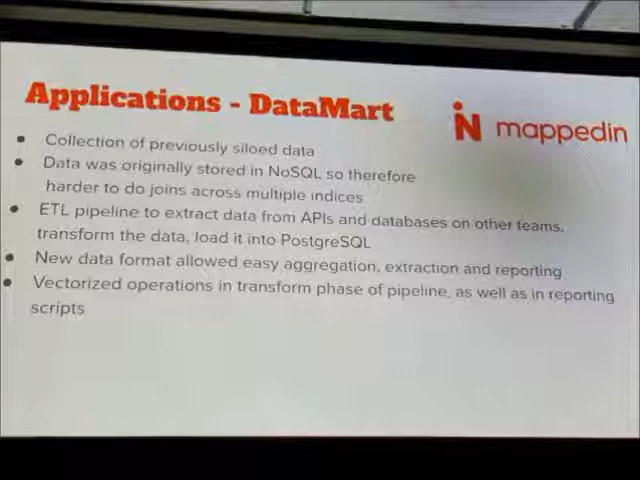 Applications - DataMart
mappedin
Collection of previously siloed data
Data was originally stored in NoSQL so therefore
harder to do joins across multiple indices
ETL pipeline to extract data from APIs and databases on other teams,
transform the data, load it into PostgreSQL
New data format allowed easy aggregation, extraction and reporting
Vectorized operations in transform phase of pipeline, as well as in reporting
scripts